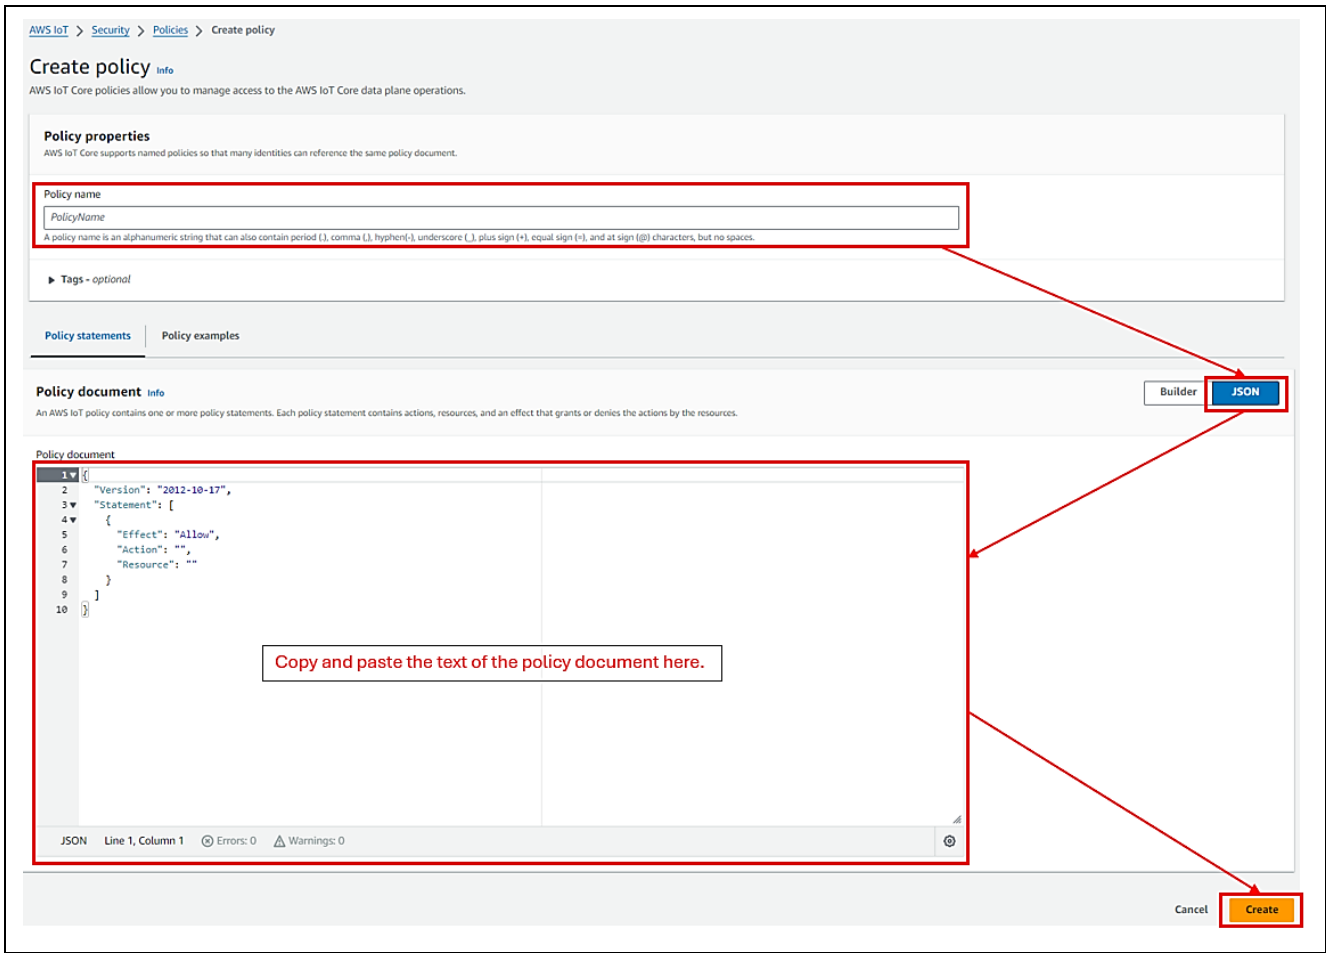 AWS IoT > Security > Policies > Create policy
Create policy Info
AWS IoT Core policies allow you to manage access to the AWS IoT Core data plane operations.
Policy properties
AWS IoT Core supports named policies so that many identities can reference the same policy document.
Policy name
PolicyName
A policy name is an alphanumeric string that can also contain period (.), comma (,), hyphen(-), underscore (_), plus sign (+), equal sign (=), and at sign (@) characters, but no spaces.
Tags - optional
Policy statements Policy examples
Policy document Info
Builder JSON
An AWS IoT policy contains one or more policy statements. Each policy statement contains actions, resources, and an effect that grants or denies the actions by the resources.
Policy document
1 {
2 "Version": "2012-10-17",
3 "Statement": [
4 {
5 "Effect": "Allow",
6 "Action": "",
7 "Resource": ""
8 }
9 ]
10 }
Copy and paste the text of the policy document here.
JSON Line 1, Column 1 Errors: 0 Warnings: 0
Cancel Create